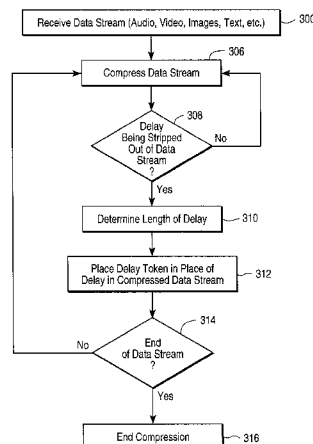 Receive Data Stream (Audio, Video, Images, Text, etc.)
300
306
Compress Data Stream
308
Delay
Being Stripped
Out of Data
Stream
?
No
Yes
Determine Length of Delay
310
Place Delay Token in Place of
Delay in Compressed Data Stream
312
314
No
End
of Data Stream
?
Yes
End Compression
316